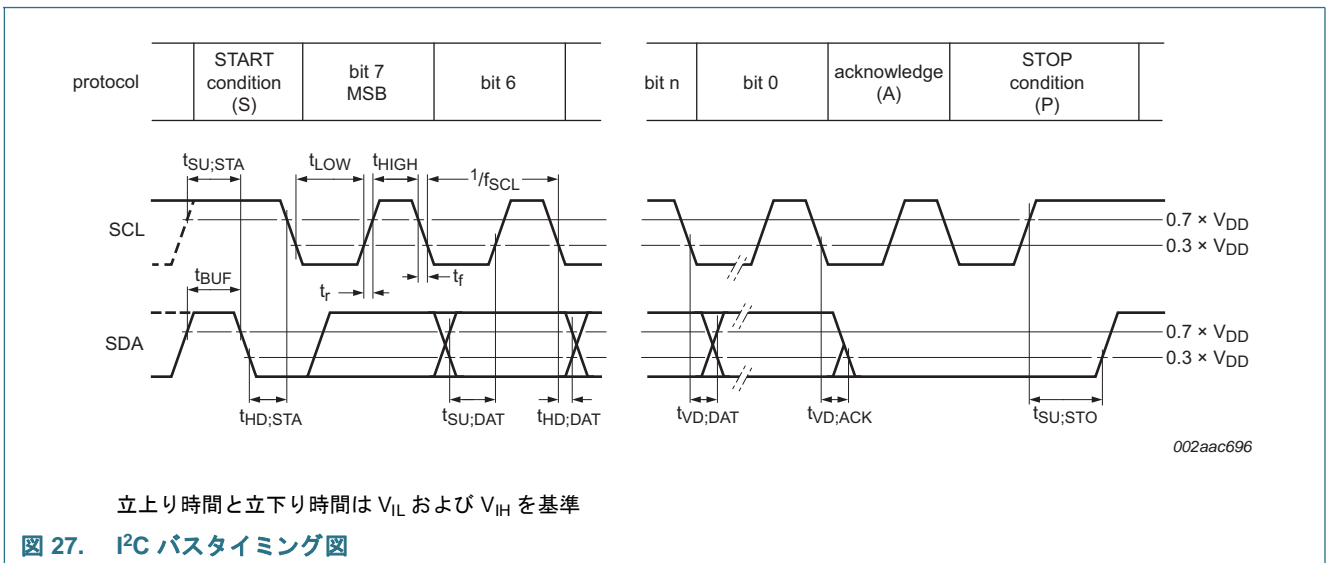 protocol
START
condition
(S)
bit 7
MSB
bit 6
bit n
bit 0
acknowledge
(A)
STOP
condition
(P)
tSU;STA
tLOW
tHIGH
1/fSCL
SCL
0.7 × VDD
0.3 × VDD
tBUF
tr
tf
SDA
0.7 × VDD
0.3 × VDD
tHD;STA
tSU;DAT
tHD;DAT
tVD;DAT
tVD;ACK
tSU;STO
002aac696
立上り時間と立下り時間は VIL および VIH を基準
図 27. I²C バスタイミング図